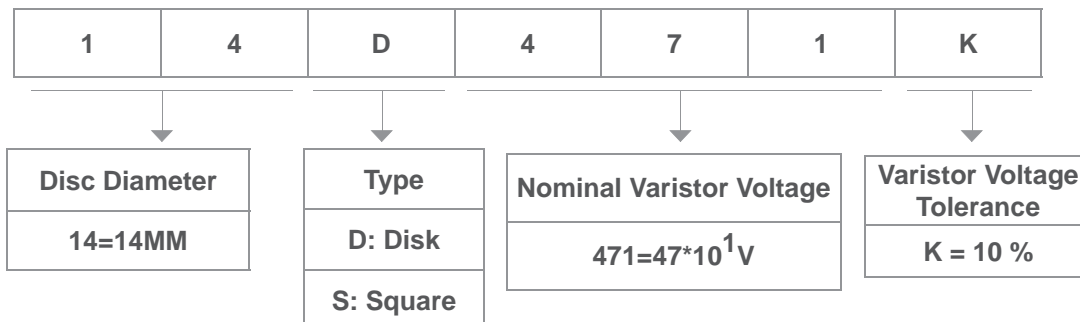 1 4 D 4 7 1 K
Disc Diameter
14=14MM
Type
D: Disk
S: Square
Nominal Varistor Voltage
471=47*10¹V
Varistor Voltage
Tolerance
K = 10 %